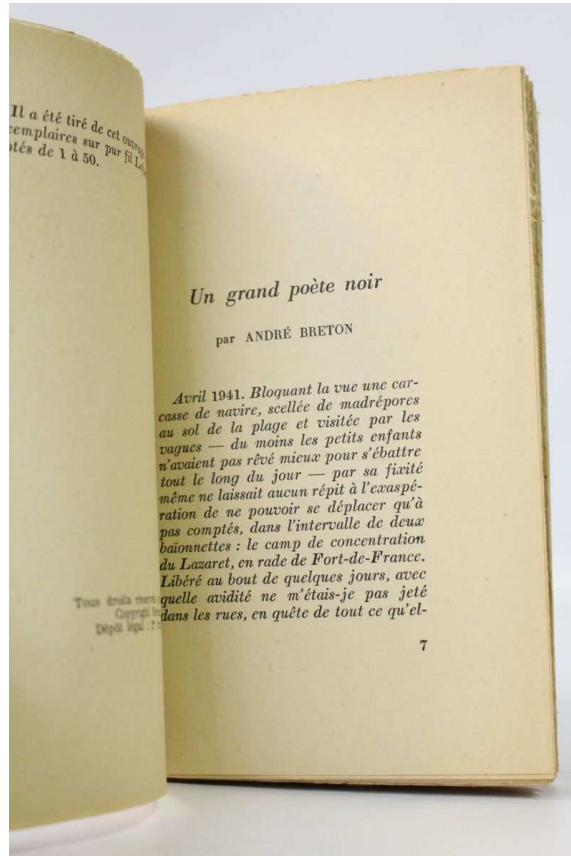 Il a été tiré de cet
sur pur fil
de 1 à 50.
Tous droits
Copyright
Dépôt légal :
Un grand poète noir
par ANDRÉ BRETON
Avril 1941. Bloquant la vue une car-
casse de navire, scellée de madrépores
au sol de la plage et visitée par les
vagues — du moins les petits enfants
n'avaient pas rêvé mieux pour s'ébattre
tout le long du jour — par sa fixité
même ne laissait aucun répit à l'exaspé-
ration de ne pouvoir se déplacer qu'à
pas comptés, dans l'intervalle de deux
baïonnettes : le camp de concentration
du Lazaret, en rade de Fort-de-France.
Libéré au bout de quelques jours, avec
quelle avidité ne m'étais-je pas jeté
dans les rues, en quête de tout ce qu'el-
7